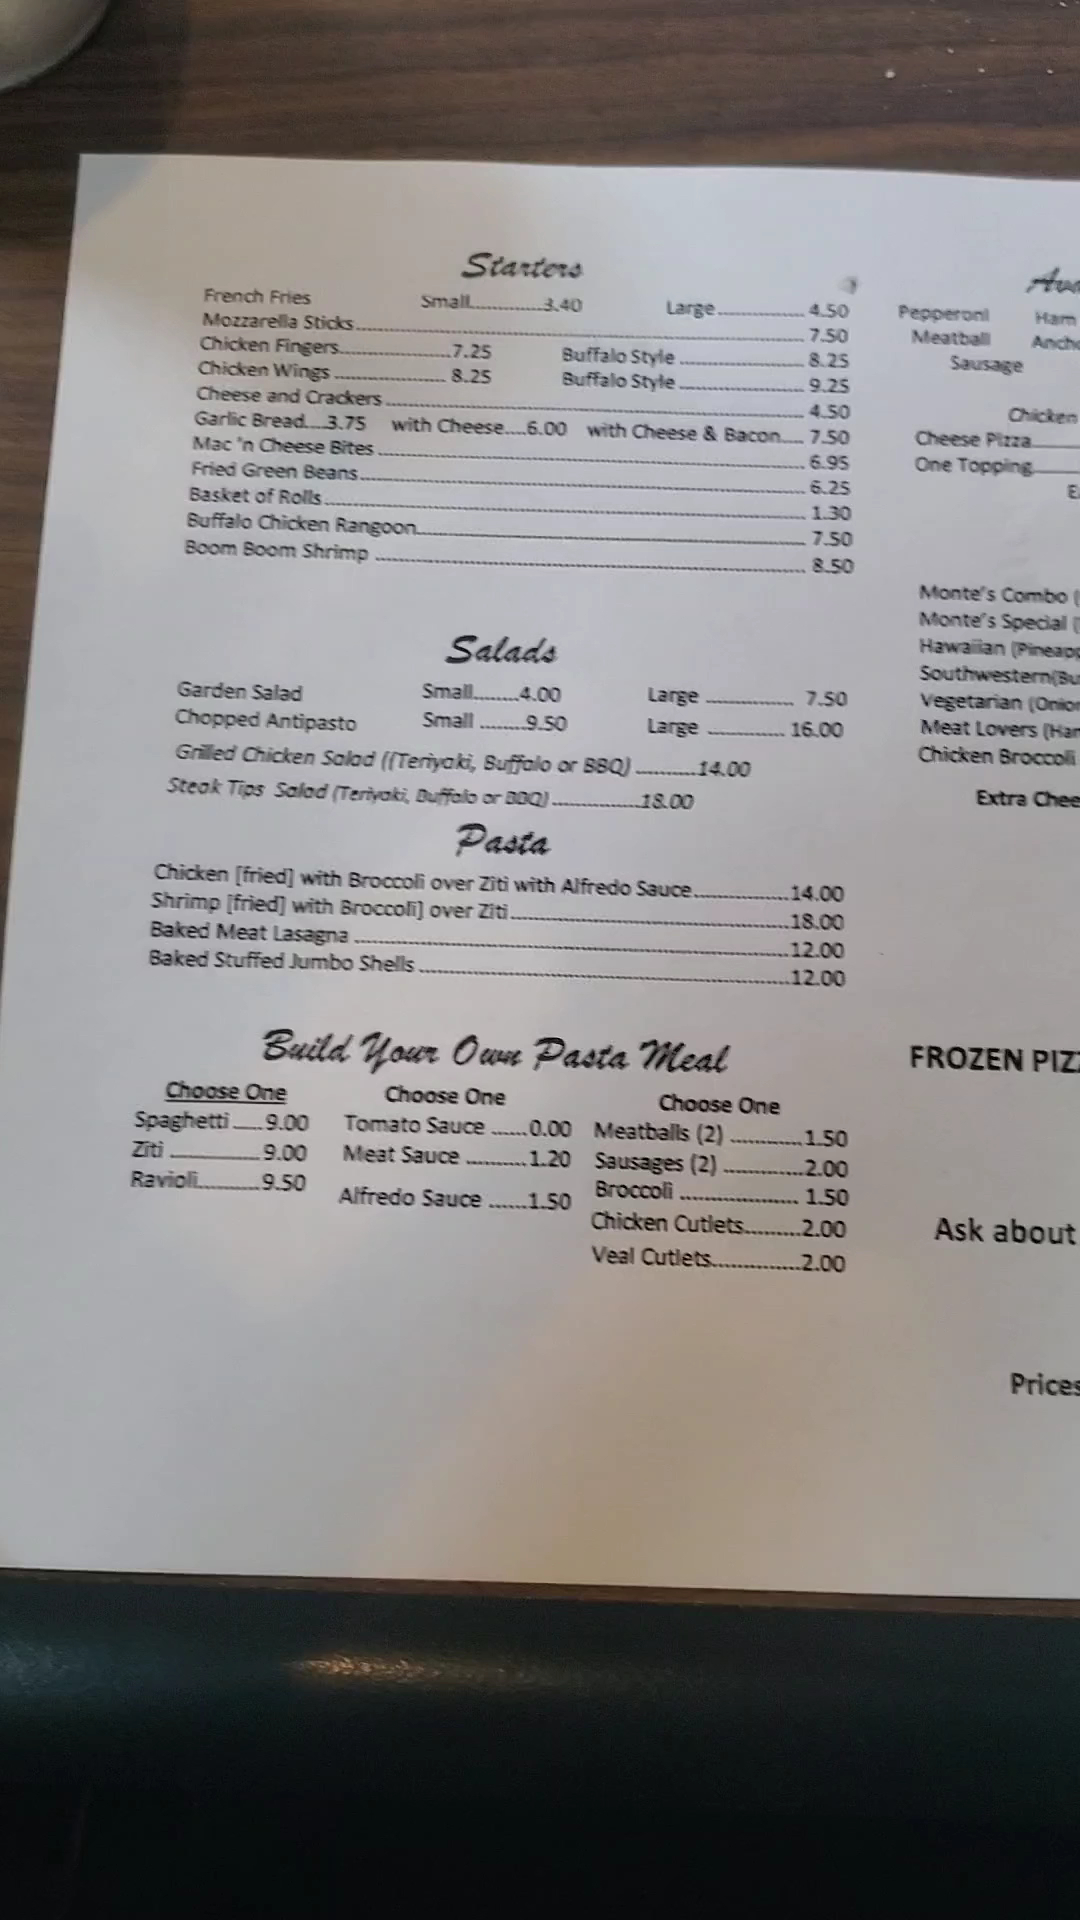 Starters
French Fries Small.............3.40 Large................ 4.50
Mozzarella Sticks........ 7.50
Chicken Fingers.....................7.25 Buffalo Style ........................ 8.25
Chicken Wings ..................... 8.25 Buffalo Style ........................ 9.25
Cheese and Crackers ........ 4.50
Garlic Bread....3.75 with Cheese....6.00 with Cheese & Bacon..... 7.50
Mac 'n Cheese Bites ........ 6.95
Fried Green Beans........ 6.25
Basket of Rolls ........ 1.30
Buffalo Chicken Rangoon........ 7.50
Boom Boom Shrimp ........ 8.50
Salads
Garden Salad Small........4.00 Large ................ 7.50
Chopped Antipasto Small ........9.50 Large ............. 16.00
Grilled Chicken Salad ((Teriyaki, Buffalo or BBQ) ..........14.00
Steak Tips Salad (Teriyaki, Buffalo or BBQ) ...............18.00
Pasta
Chicken [fried] with Broccoli over Ziti with Alfredo Sauce.................14.00
Shrimp [fried] with Broccoli] over Ziti........18.00
Baked Meat Lasagna ........12.00
Baked Stuffed Jumbo Shells ........12.00
Build Your Own Pasta Meal
Choose One Choose One Choose One
Spaghetti .....9.00 Tomato Sauce ......0.00 Meatballs (2) ............1.50
Ziti ................9.00 Meat Sauce ..........1.20 Sausages (2) .............2.00
Ravioli...........9.50 Alfredo Sauce ......1.50 Broccoli .................... 1.50
Chicken Cutlets.........2.00
Veal Cutlets...............2.00
Pepperoni Ham
Meatball
Sausage
Chicken
Cheese Pizza
One Topping
Monte's Combo (
Monte's Special (
Hawaiian
Vegetarian
Meat Lovers
Chicken Broccoli
Extra
FROZEN
Ask about